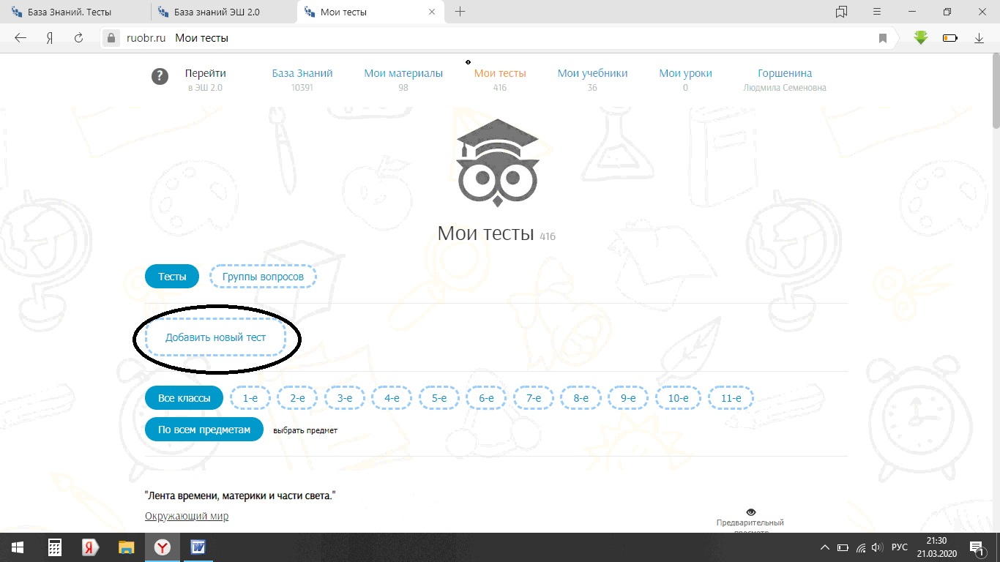 База Знаний. Тесты
База знаний ЭШ 2.0
Мои тесты
ruobr.ru Мои тесты
? Перейти База Знаний Мои материалы Мои тесты Мои учебники Мои уроки Горшенина
в ЭШ 2.0 10391 98 416 36 0 Людмила Семеновна
Мои тесты 416
Тесты Группы вопросов
Добавить новый тест
Все классы 1-е 2-е 3-е 4-е 5-е 6-е 7-е 8-е 9-е 10-е 11-е
По всем предметам выбрать предмет
"Лента времени, материки и части света."
Окружающий мир
Предварительный
просмотр
РУС
21:30
21.03.2020
1